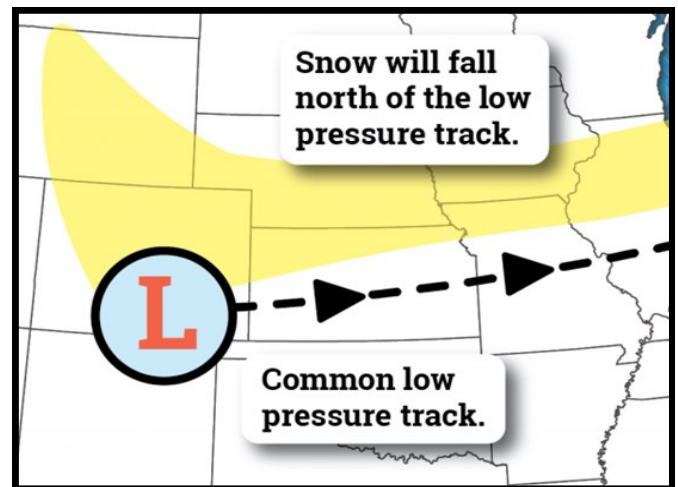 Snow will fall
north of the low
pressure track.
L
Common low
pressure track.